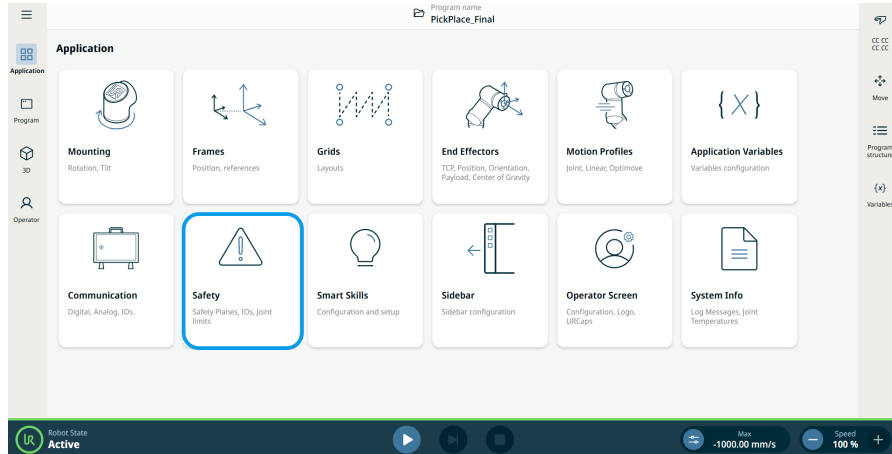 Program name
PickPlace_Final
Application
Application
Program
3D
Operator
Mounting
Rotation, Tilt
Frames
Position, references
Grids
Layouts
End Effectors
TCP, Position, Orientation,
Payload, Center of Gravity
Motion Profiles
Joint, Linear, Optimove
Application Variables
Variables configuration
{X}
Communication
Digital, Analog, IOs.
Safety
Safety Planes, IOs, Joint
limits
Smart Skills
Configuration and setup
Sidebar
Sidebar configuration
Operator Screen
Configuration, Logo,
URCaps
System Info
Log Messages, Joint
Temperatures
CC CC
CC CC
Move
Program
structure
{x}
Variables
UR
Robot State
Active
Max
-1000.00 mm/s
Speed
100 %